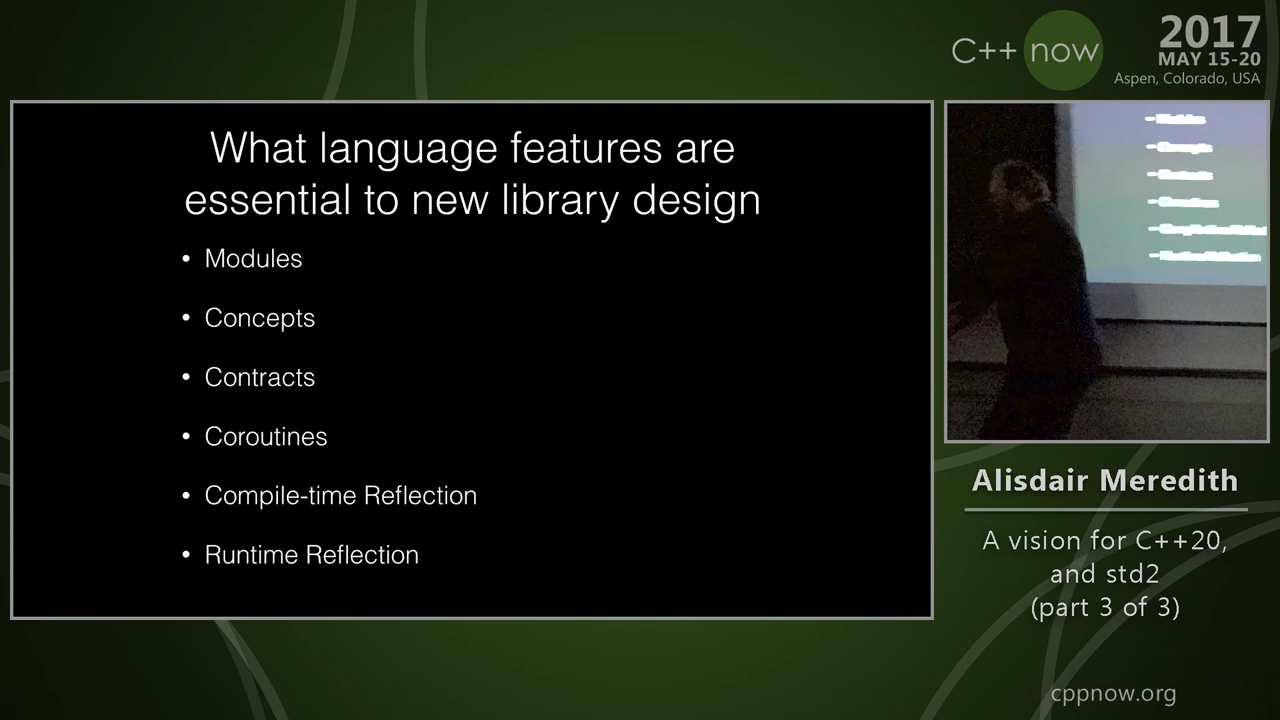 C++ now
2017
MAY 15-20
Aspen, Colorado, USA
What language features are
essential to new library design
• Modules
• Concepts
• Contracts
• Coroutines
• Compile-time Reflection
• Runtime Reflection
Alisdair Meredith
A vision for C++20,
and std2
(part 3 of 3)
cppnow.org